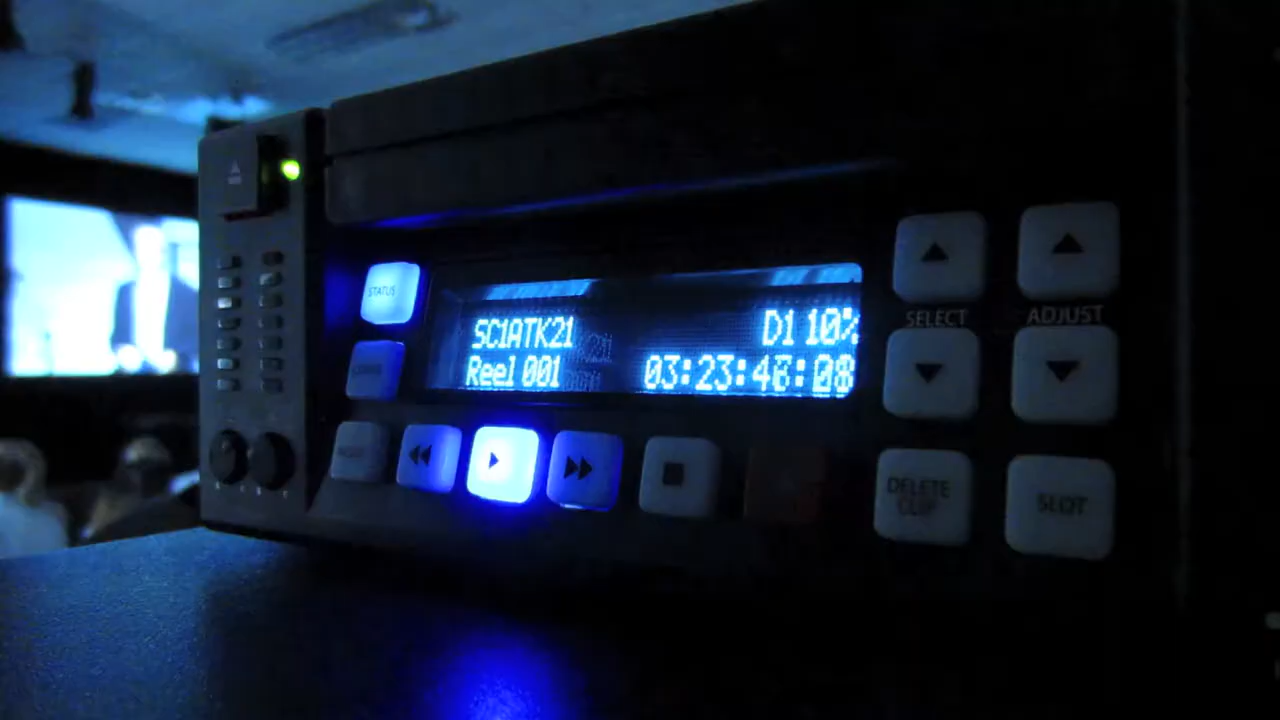 STATUS
SC1ATK21 D1 10%
Reel 001 03:23:46:08
SELECT
ADJUST
DELETE
CLIP
SLOT